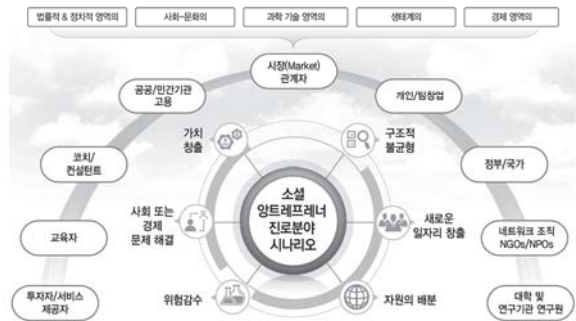 법률적 & 정치적 영역의
사회-문화의
과학 기술 영역의
생태계의
경제 영역의
시장(Market)
관계자
공공/민간기관
고용
개인/팀창업
가치
창출
구조적
불균형
코치/
컨설턴트
정부/국가
소셜
앙트레프레너
진로분야
시나리오
사회 또는
경제
문제 해결
새로운
일자리 창출
교육자
네트워크 조직
NGOs/NPOs
투자자/서비스
제공자
위험감수
자원의 배분
대학 및
연구기관 연구원